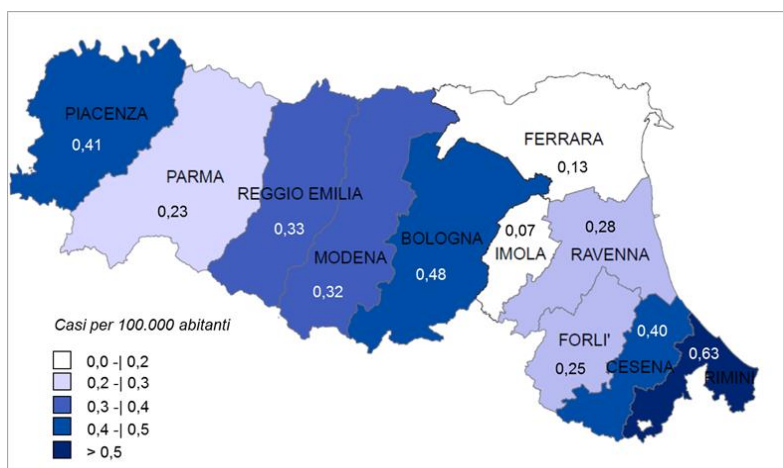 PIACENZA
0,41
PARMA
0,23
REGGIO EMILIA
0,33
MODENA
0,32
BOLOGNA
0,48
FERRARA
0,13
0,07
IMOLA
0,28
RAVENNA
FORLI'
0,25
0,40
CESENA
0,63
RIMINI
Casi per 100.000 abitanti
0,0 -| 0,2
0,2 -| 0,3
0,3 -| 0,4
0,4 -| 0,5
> 0,5